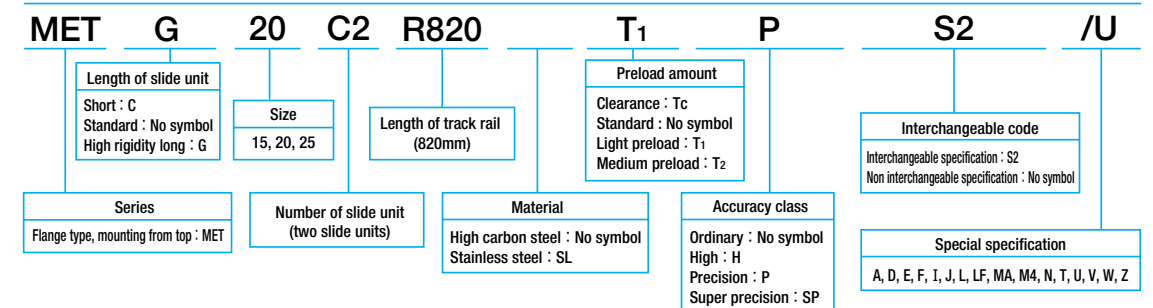 MET G 20 C2 R820 T1 P S2 /U
Length of slide unit
Short : C
Standard : No symbol
High rigidity long : G
Size
15, 20, 25
Length of track rail
(820mm)
Preload amount
Clearance : Tc
Standard : No symbol
Light preload : T1
Medium preload : T2
Interchangeable code
Interchangeable specification : S2
Non interchangeable specification : No symbol
Series
Flange type, mounting from top : MET
Number of slide unit
(two slide units)
Material
High carbon steel : No symbol
Stainless steel : SL
Accuracy class
Ordinary : No symbol
High : H
Precision : P
Super precision : SP
Special specification
A, D, E, F, I, J, L, LF, MA, M4, N, T, U, V, W, Z